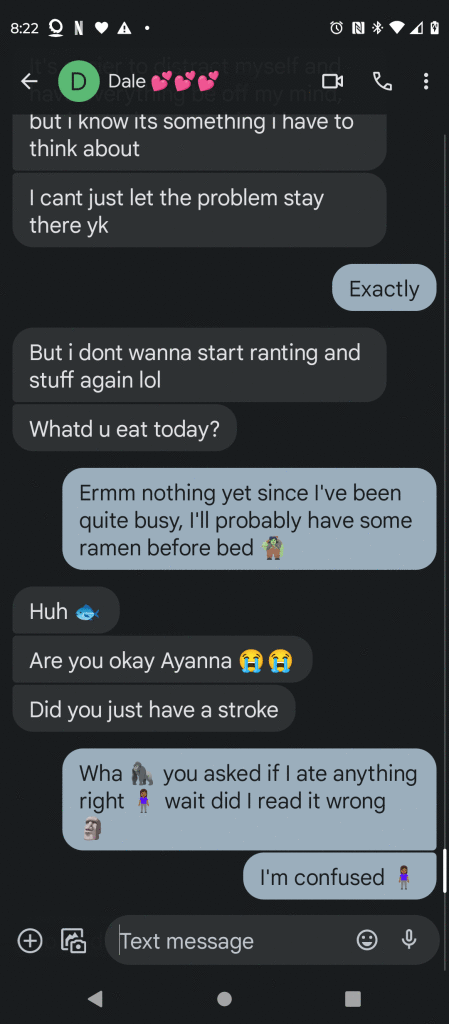 8:22
D Dale 💕💕💕
It's easier to distract myself and
have everything be off my mind,
but i know its something i have to
think about
I cant just let the problem stay
there yk
Exactly
But i dont wanna start ranting and
stuff again lol
Whatd u eat today?
Ermm nothing yet since I've been
quite busy, I'll probably have some
ramen before bed 🧌
Huh 🐟
Are you okay Ayanna 😭😭
Did you just have a stroke
Wha 🦍 you asked if I ate anything
right 🧍🏾‍♀️ wait did I read it wrong
🗿
I'm confused 🧍🏾‍♀️
Text message